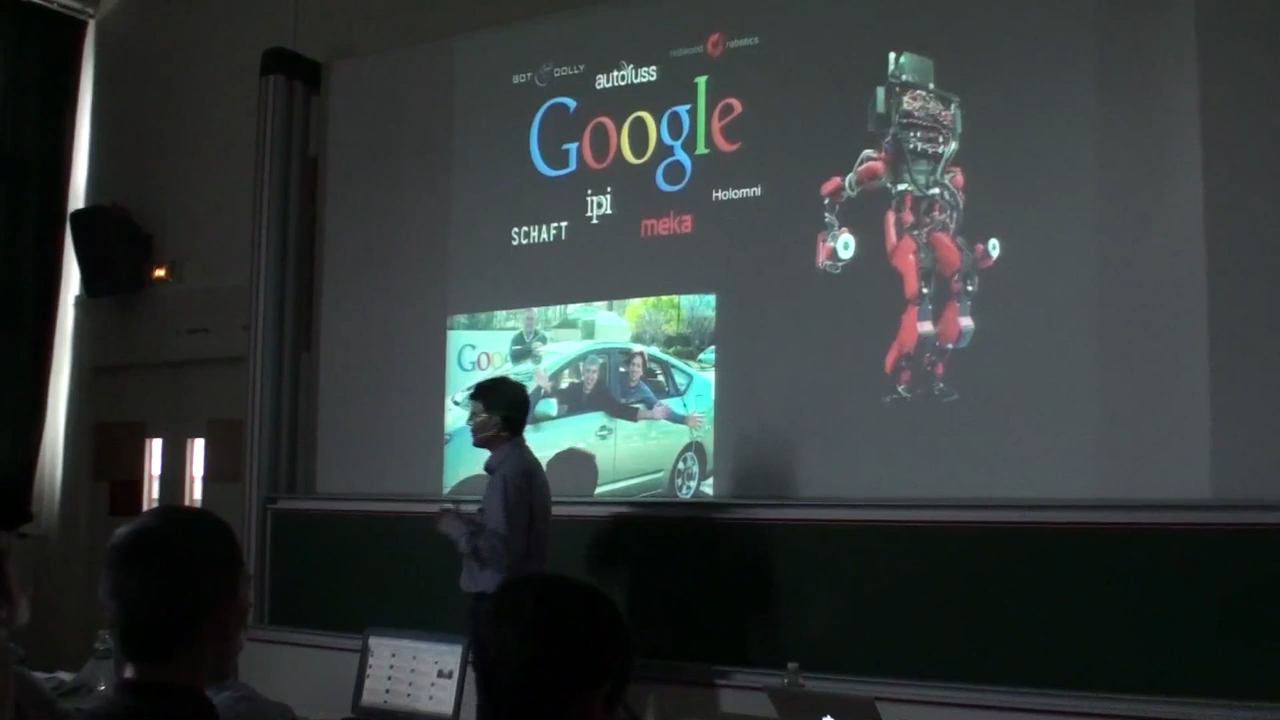 redwood robotics
BOT & DOLLY
autofuss
Google
ipi
Holomni
SCHAFT
meka
Goo